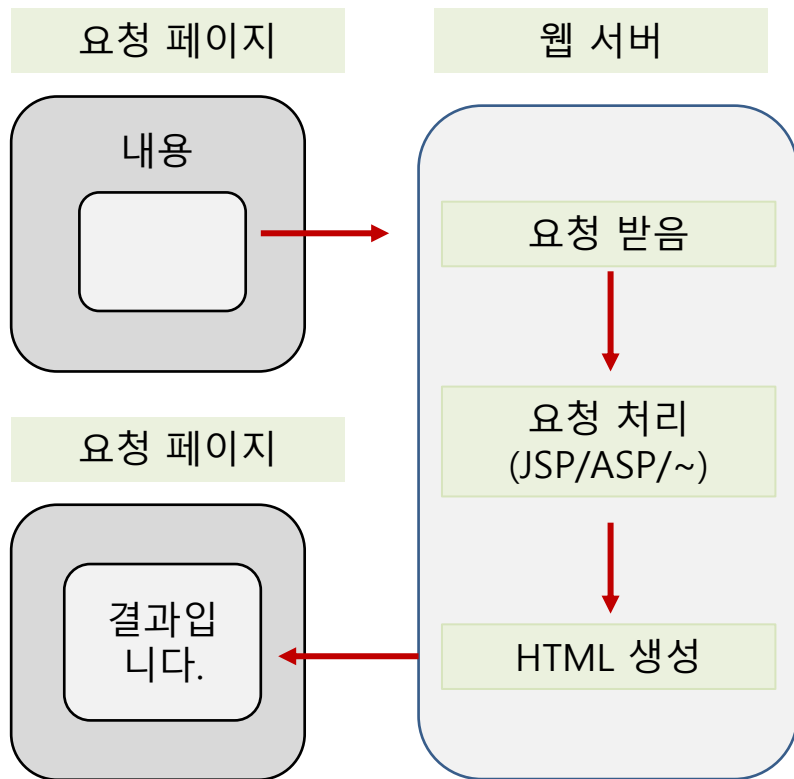 요청 페이지
웹 서버
내용
요청 받음
요청 처리
(JSP/ASP/~)
요청 페이지
결과입
니다.
HTML 생성